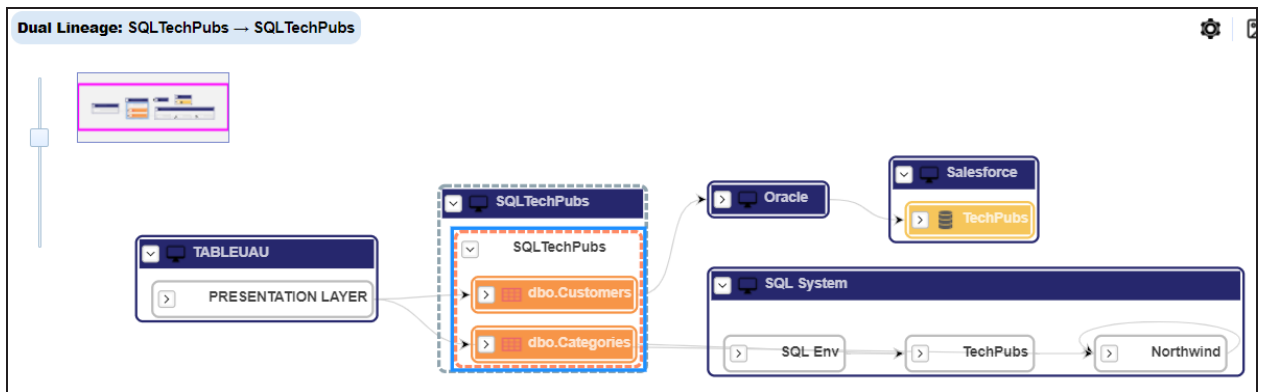 Dual Lineage: SQLTechPubs → SQLTechPubs
TABLEUAU
PRESENTATION LAYER
SQLTechPubs
SQLTechPubs
dbo.Customers
dbo.Categories
Oracle
Salesforce
TechPubs
SQL System
SQL Env
TechPubs
Northwind